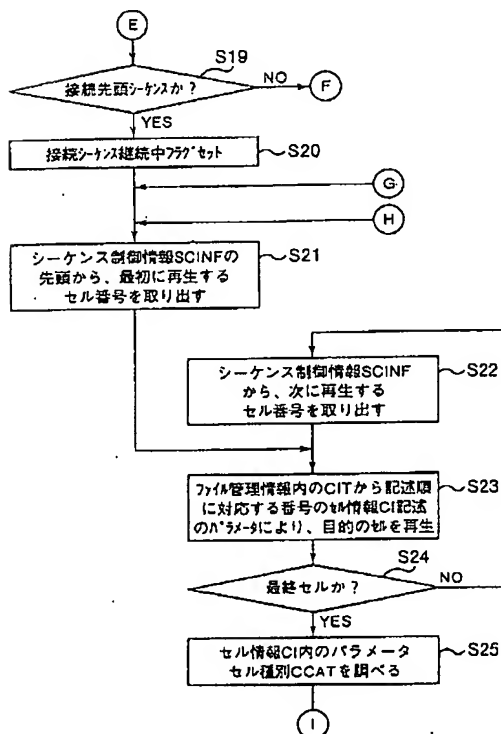 E
S19
接続先頭シーケンスか?
NO
F
YES
接続シーケンス継続中フラグセット
S20
G
H
シーケンス制御情報SCINFの
先頭から、最初に再生する
セル番号を取り出す
S21
シーケンス制御情報SCINF
から、次に再生する
セル番号を取り出す
S22
ファイル管理情報内のCITから記述順
に対応する番号のセル情報CI記述
のパラメータにより、目的のセルを再生
S23
S24
最終セルか?
NO
YES
セル情報CI内のパラメータ
セル種別CCATを調べる
S25
I